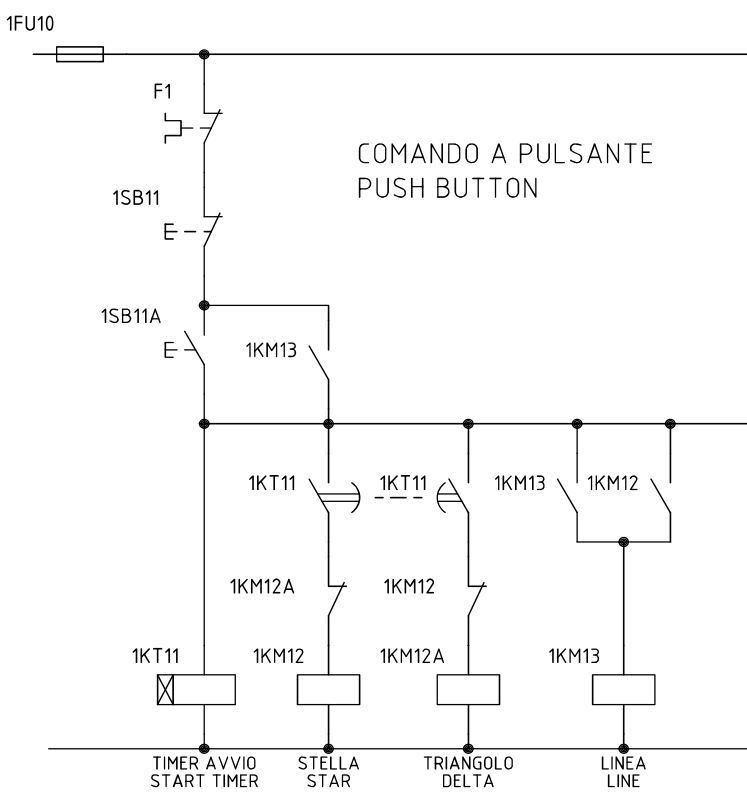 1FU10
F1
COMANDO A PULSANTE
PUSH BUTTON
1SB11
1SB11A
1KM13
1KT11
1KT11
1KM13
1KM12
1KM12A
1KM12
1KT11
1KM12
1KM12A
1KM13
TIMER AVVIO
START TIMER
STELLA
STAR
TRIANGOLO
DELTA
LINEA
LINE